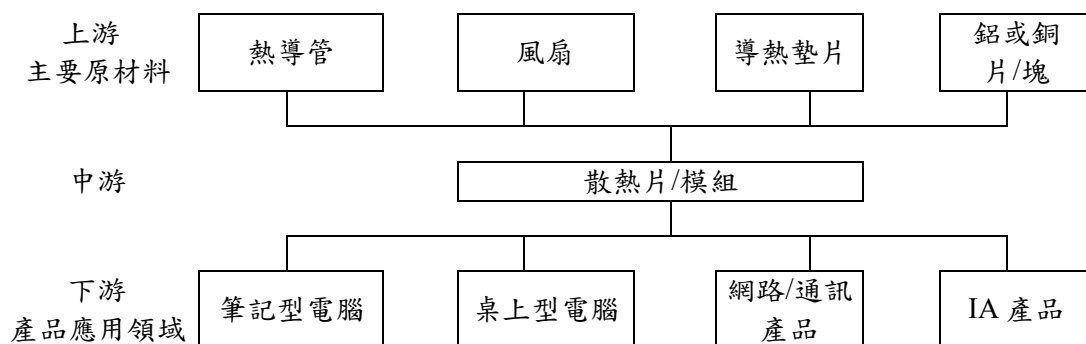 上游
主要原材料
熱導管
風扇
導熱墊片
鋁或銅
片/塊
中游
散熱片/模組
下游
產品應用領域
筆記型電腦
桌上型電腦
網路/通訊
產品
IA 產品